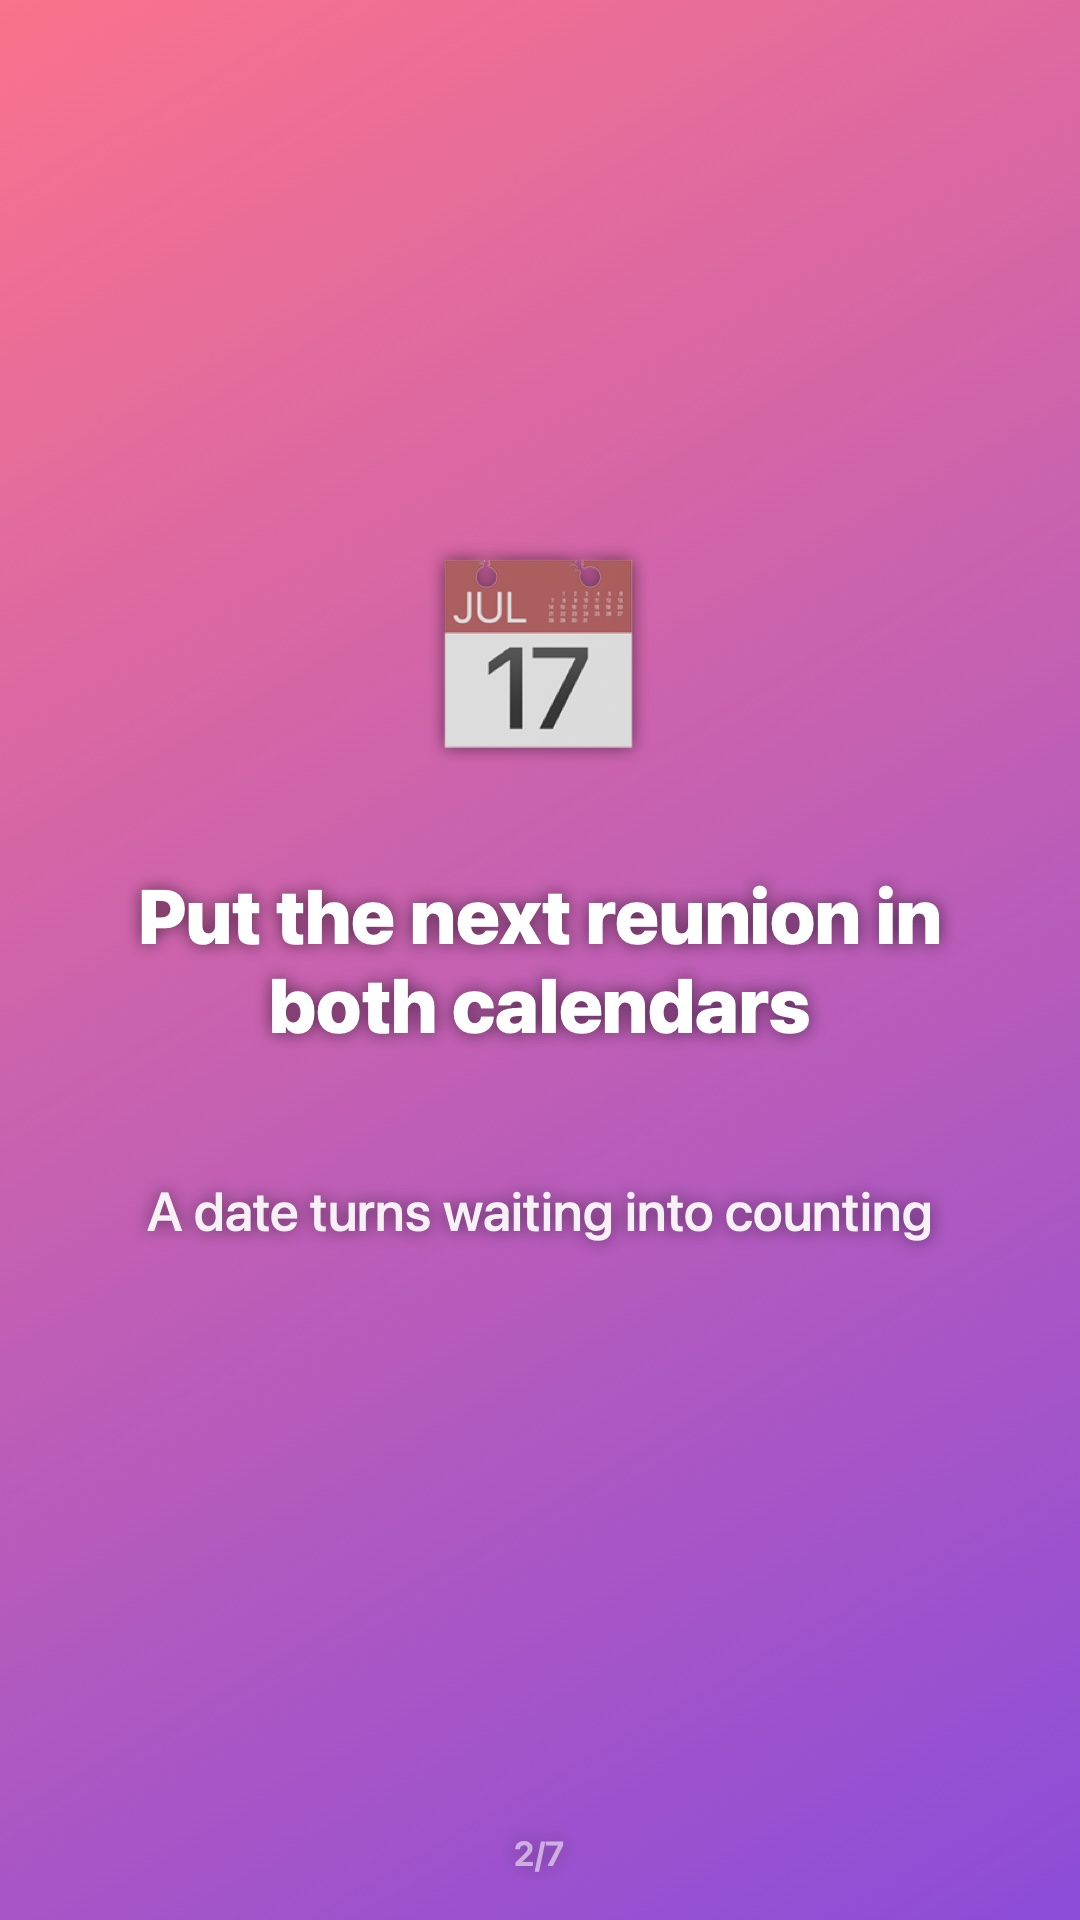 JUL
17
Put the next reunion in
both calendars
A date turns waiting into counting
2/7